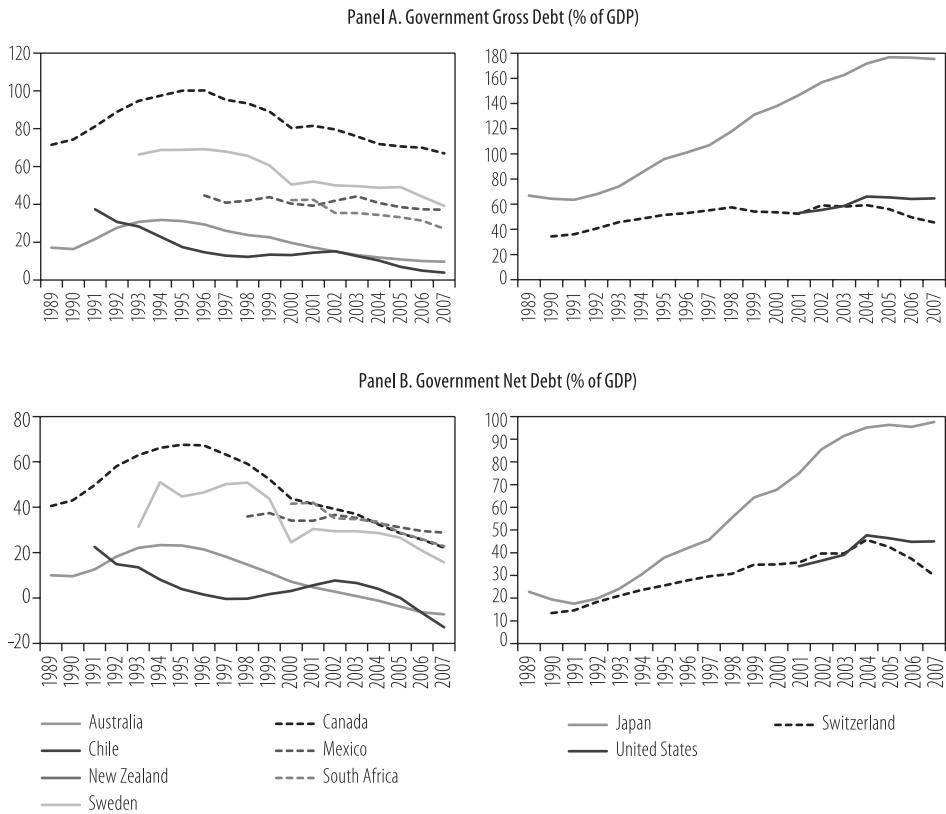 Panel A. Government Gross Debt (% of GDP)
120
100
80
60
40
20
0
1989 1990 1991 1992 1993 1994 1995 1996 1997 1998 1999 2000 2001 2002 2003 2004 2005 2006 2007
180
160
140
120
100
80
60
40
20
0
1989 1990 1991 1992 1993 1994 1995 1996 1997 1998 1999 2000 2001 2002 2003 2004 2005 2006 2007
Panel B. Government Net Debt (% of GDP)
80
60
40
20
0
–20
1989 1990 1991 1992 1993 1994 1995 1996 1997 1998 1999 2000 2001 2002 2003 2004 2005 2006 2007
100
90
80
70
60
50
40
30
20
10
0
1989 1990 1991 1992 1993 1994 1995 1996 1997 1998 1999 2000 2001 2002 2003 2004 2005 2006 2007
Australia
Chile
New Zealand
Sweden
Canada
Mexico
South Africa
Japan
United States
Switzerland